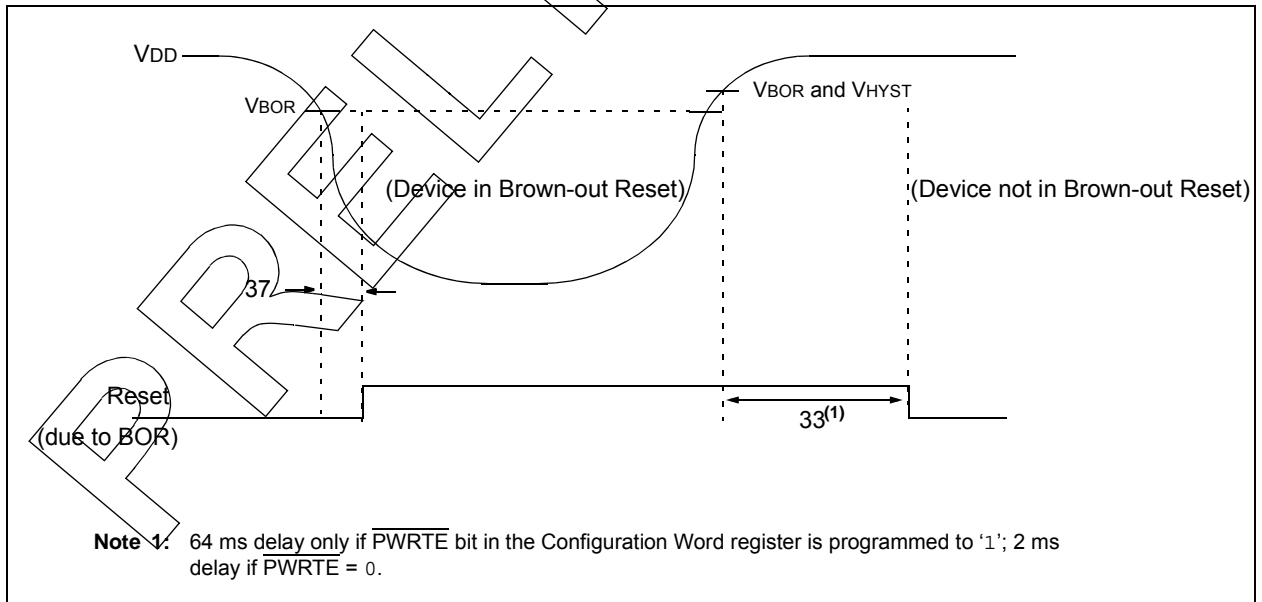 PREL
VDD
VBOR
VBOR and VHYST
(Device in Brown-out Reset)
(Device not in Brown-out Reset)
37
Reset
(due to BOR)
33(1)
Note 1: 64 ms delay only if PWRTE bit in the Configuration Word register is programmed to ‘1’; 2 ms
delay if PWRTE = 0.